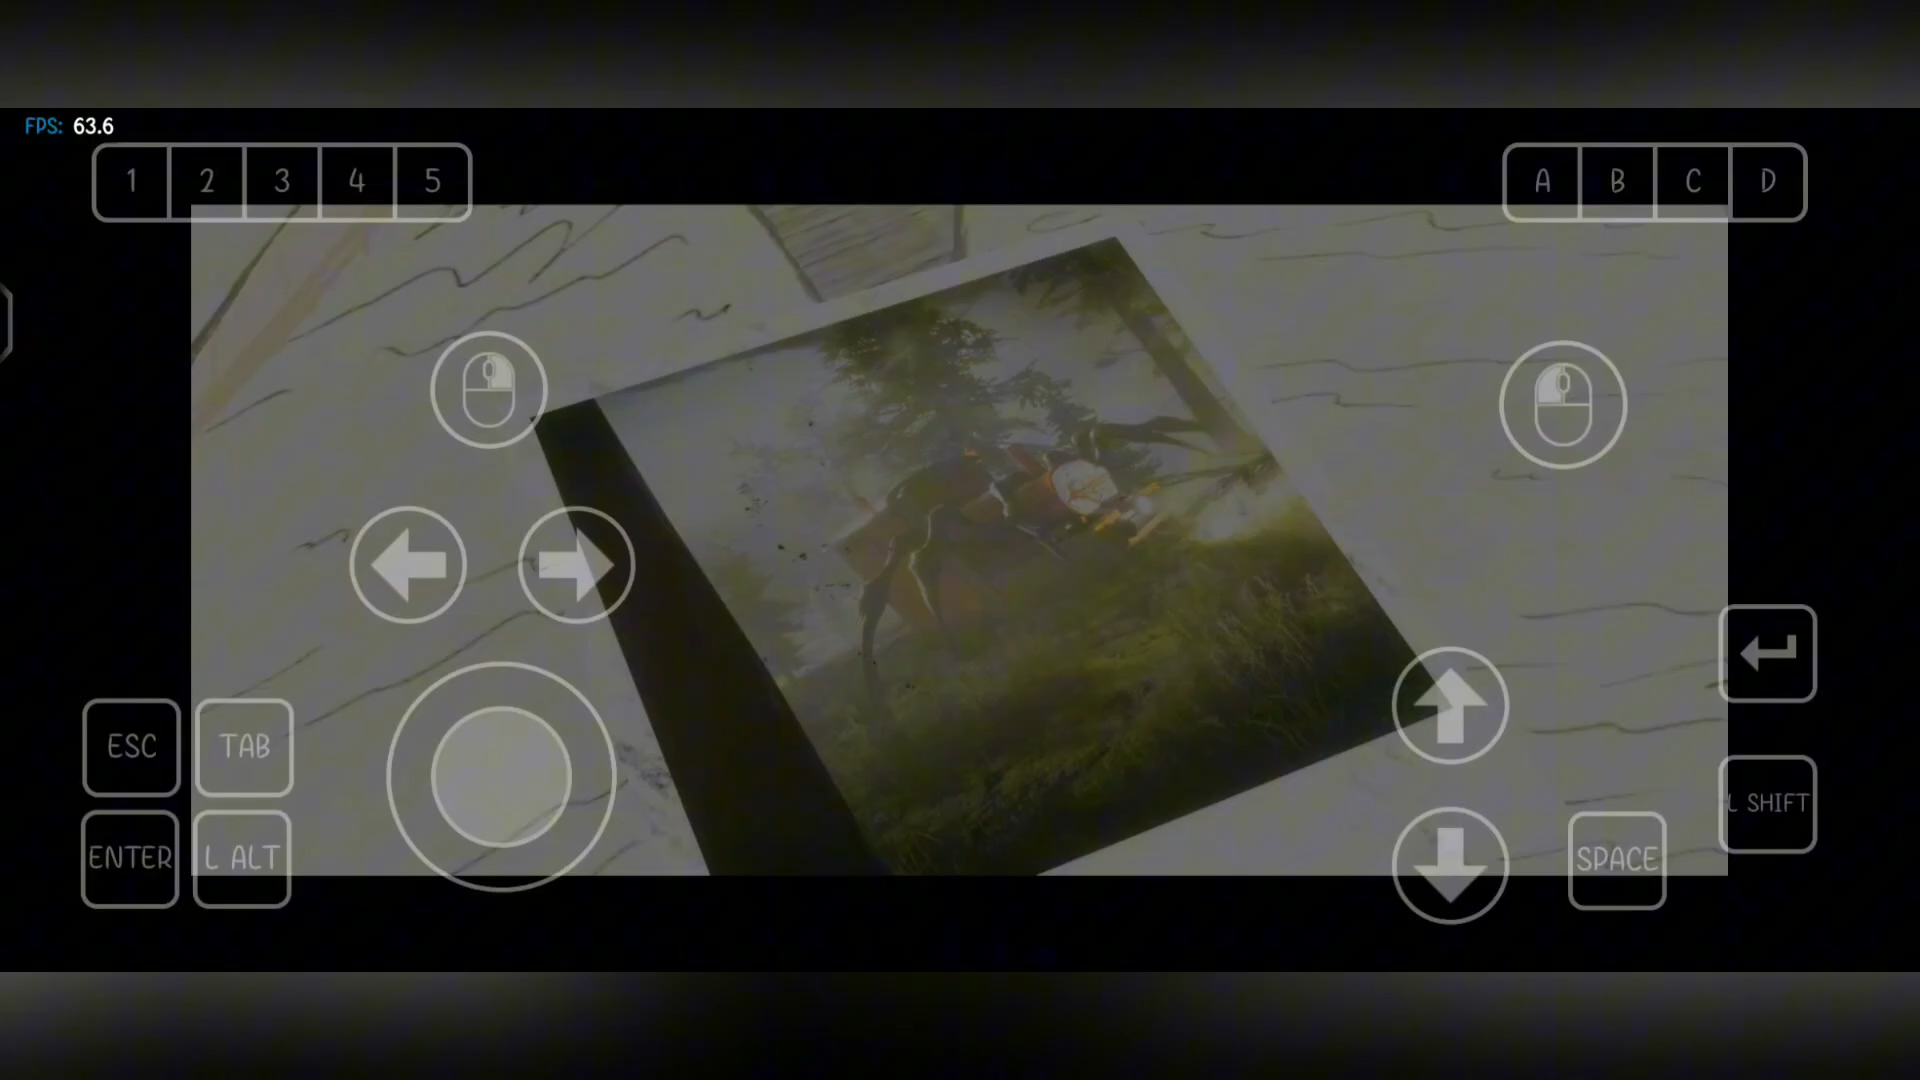 FPS: 63.6
1 2 3 4 5
A B C D
ESC TAB
ENTER L ALT
L SHIFT
SPACE